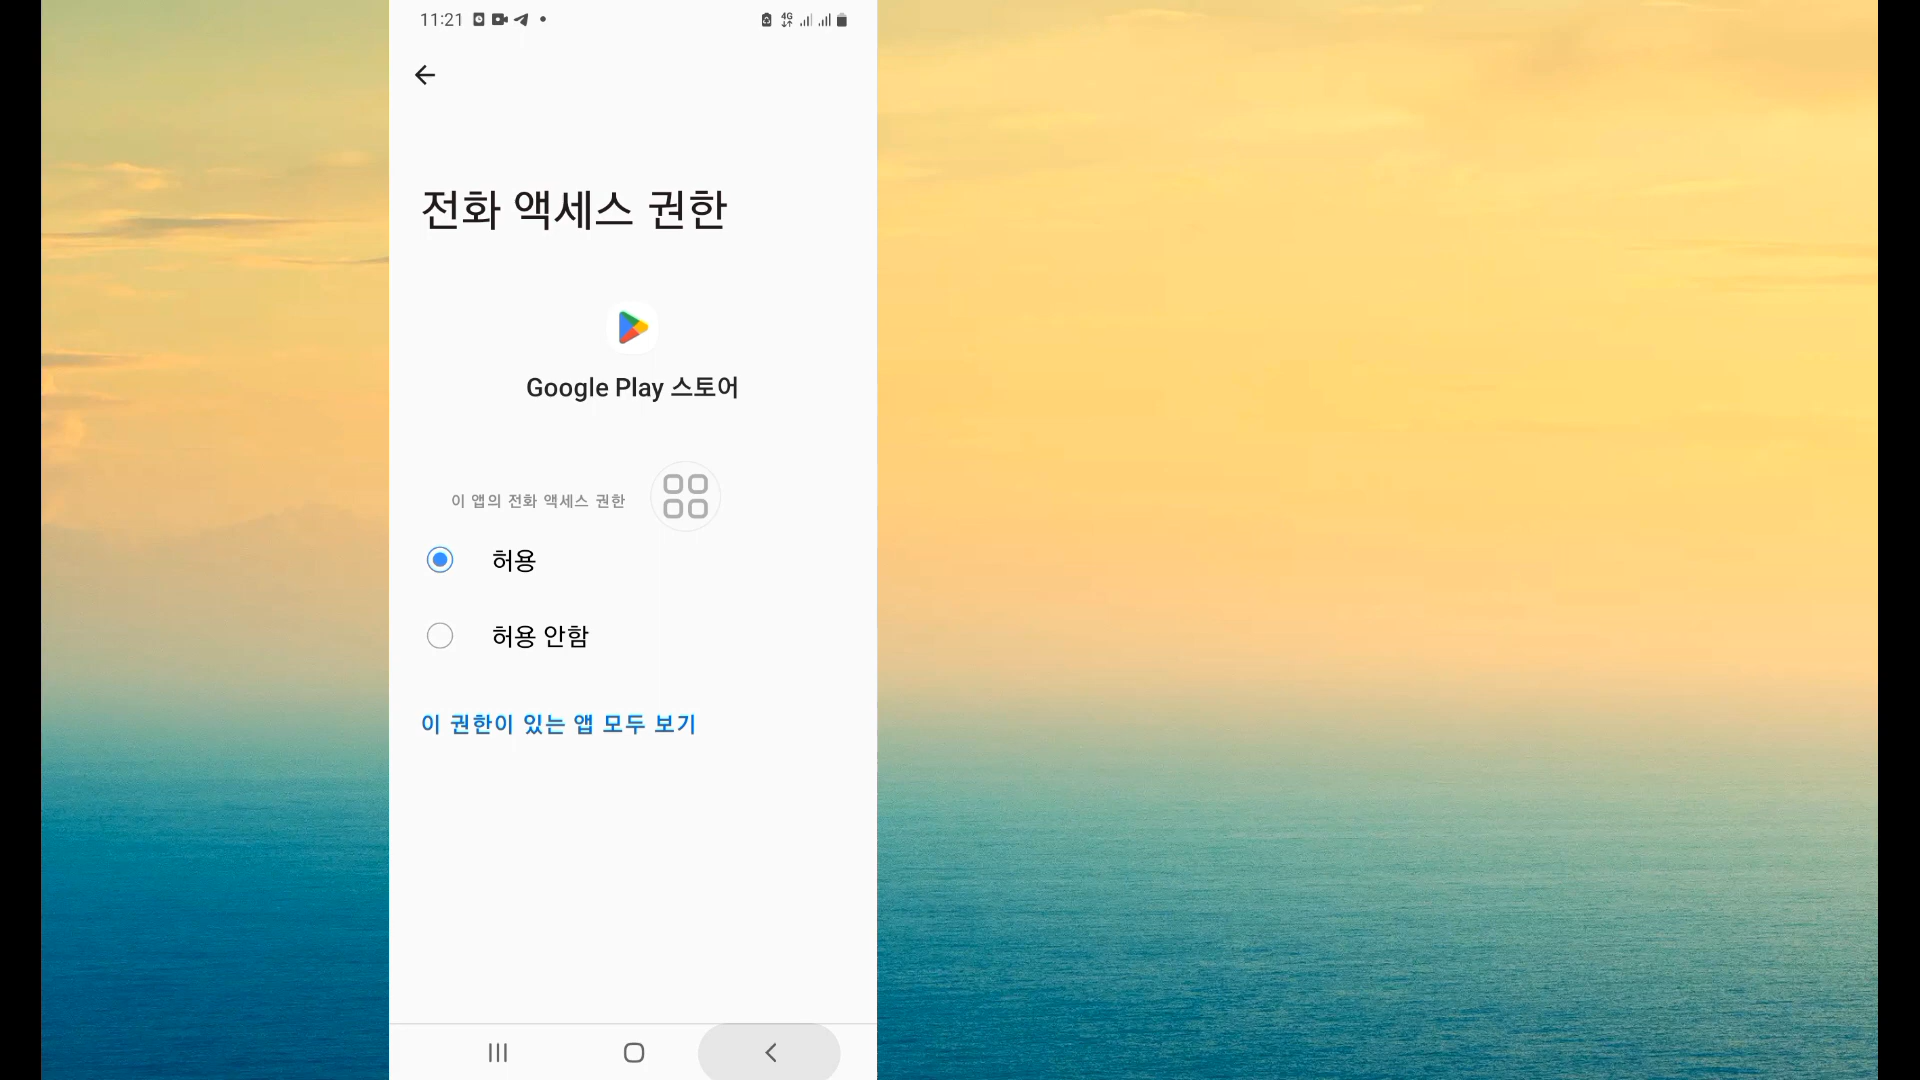 11:21
4G
전화 액세스 권한
Google Play 스토어
이 앱의 전화 액세스 권한
허용
허용 안함
이 권한이 있는 앱 모두 보기